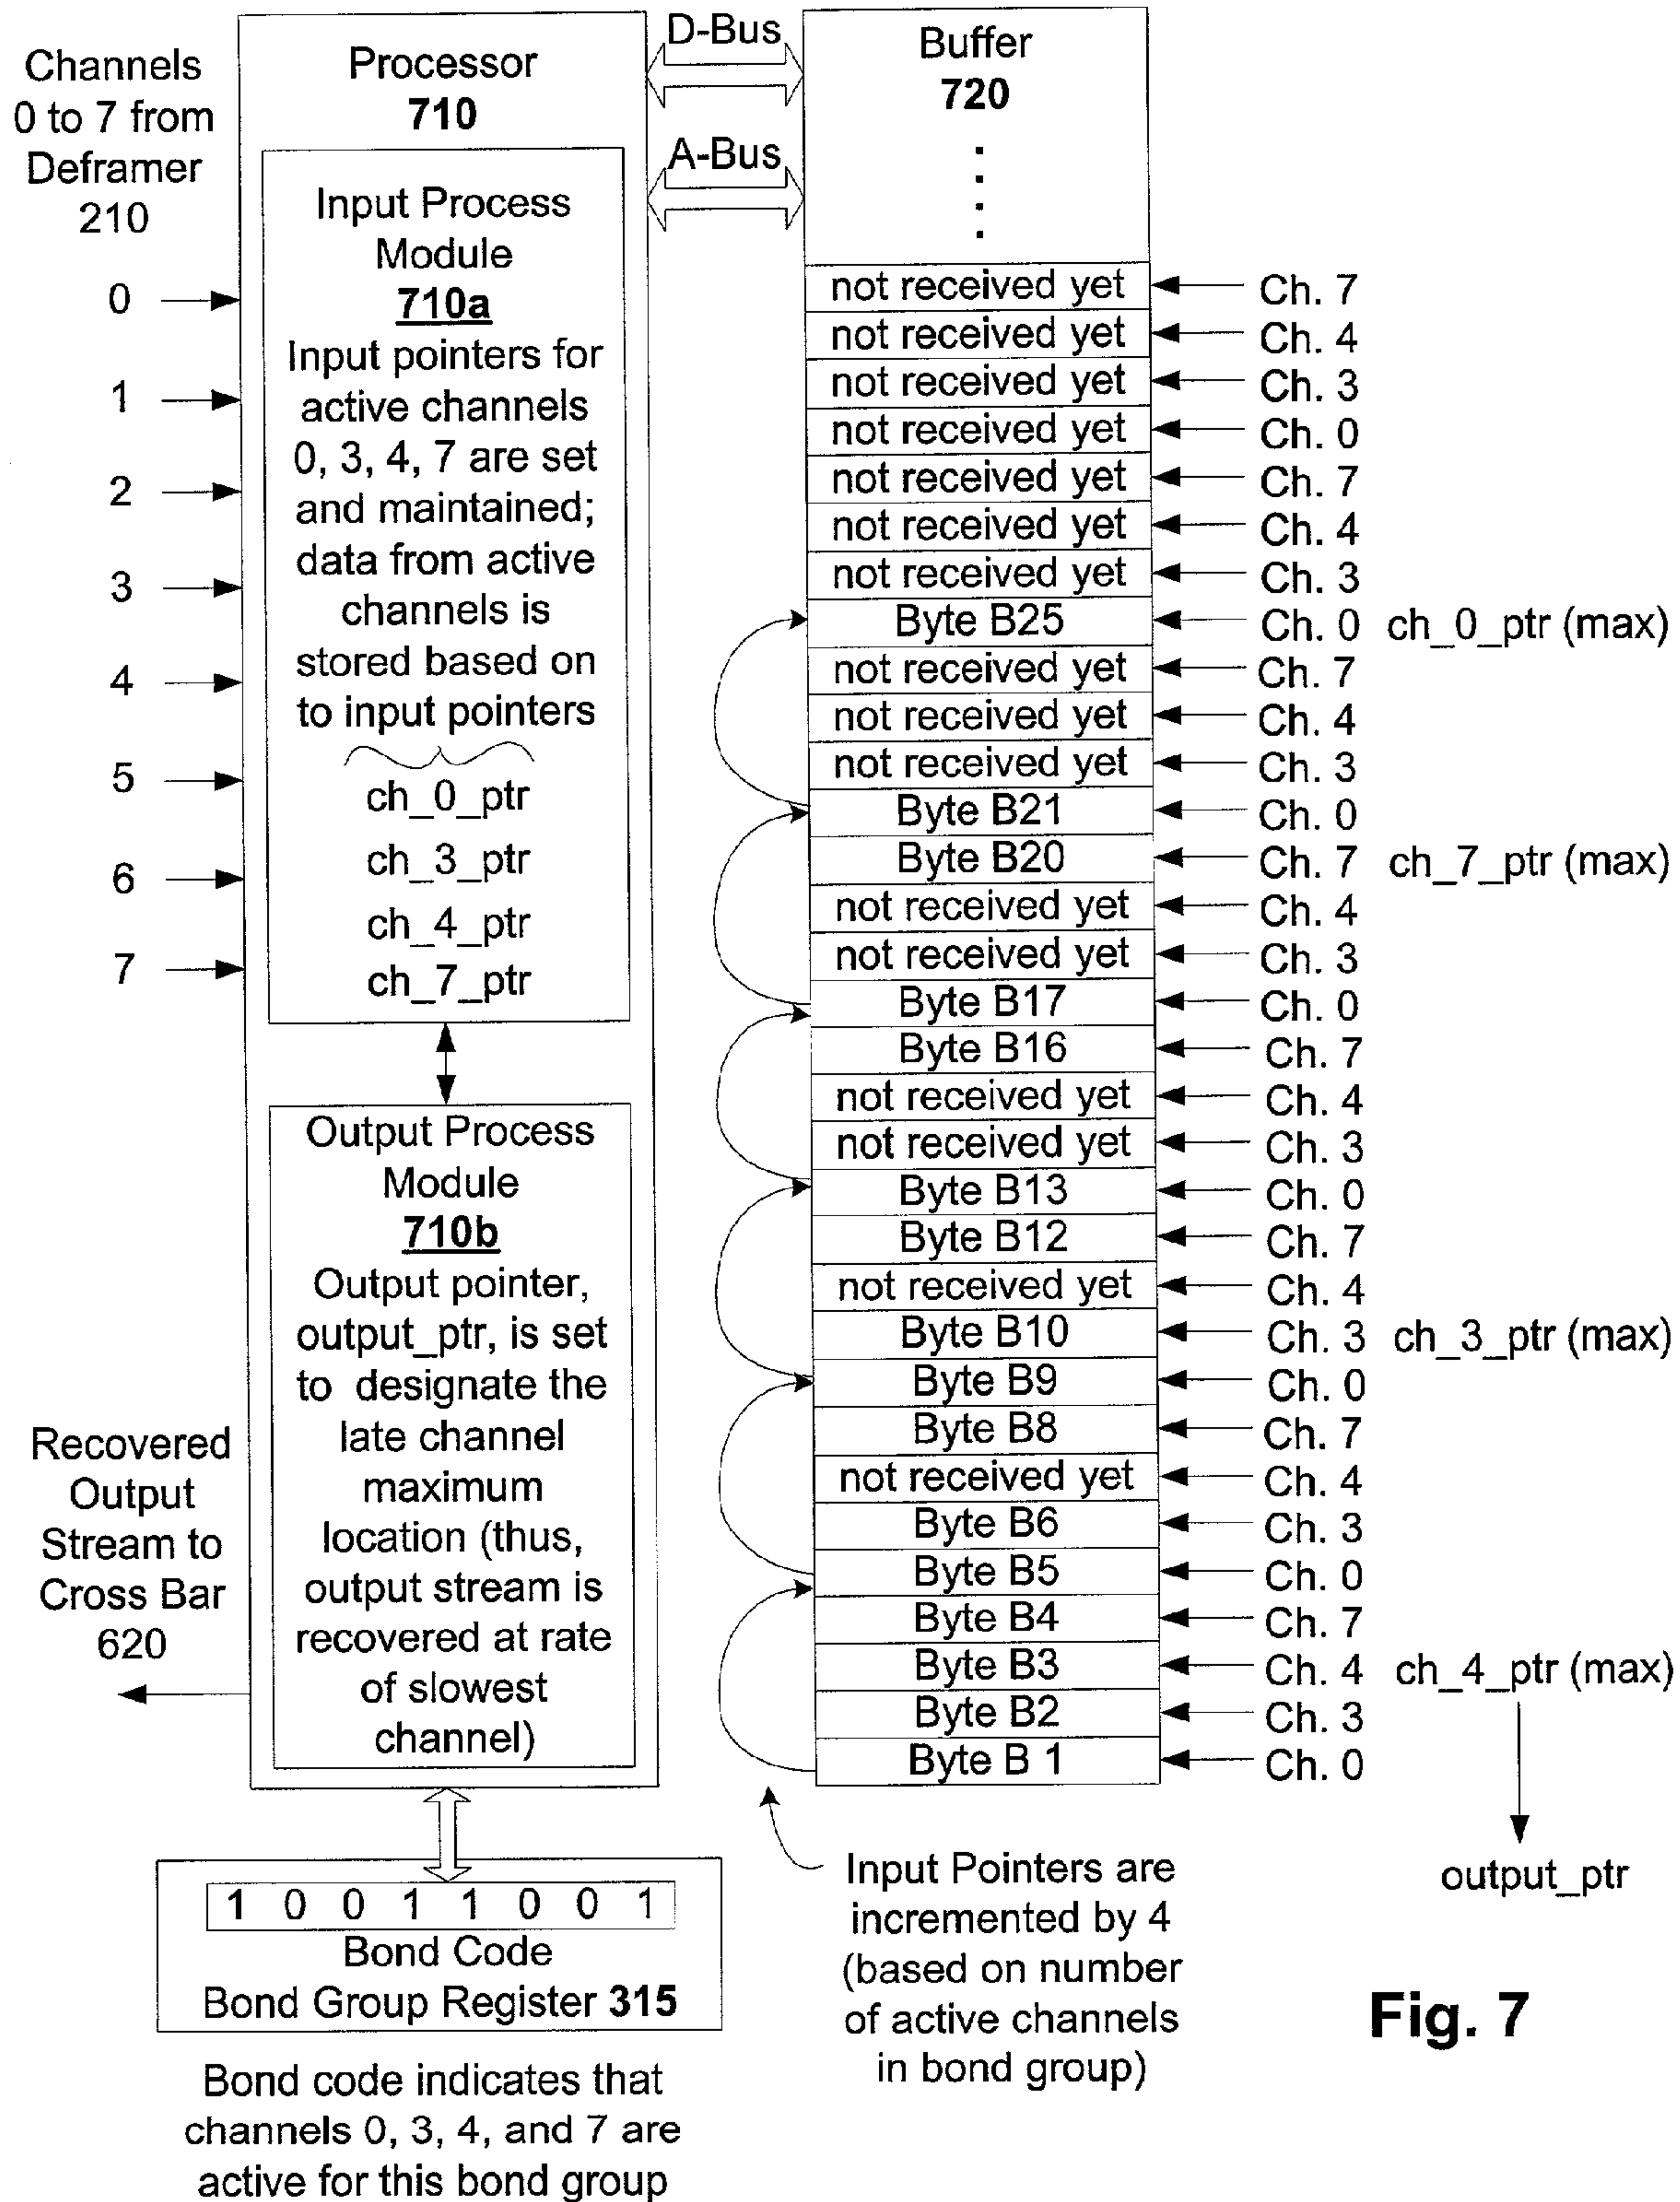 Channels
0 to 7 from
Deframer
210
0
1
2
3
4
5
6
7
Recovered
Output
Stream to
Cross Bar
620
Processor
710
Input Process
Module
710a
Input pointers for
active channels
0, 3, 4, 7 are set
and maintained;
data from active
channels is
stored based on
to input pointers
ch_0_ptr
ch_3_ptr
ch_4_ptr
ch_7_ptr
Output Process
Module
710b
Output pointer,
output_ptr, is set
to designate the
late channel
maximum
location (thus,
output stream is
recovered at rate
of slowest
channel)
1 0 0 1 1 0 0 1
Bond Code
Bond Group Register 315
Bond code indicates that
channels 0, 3, 4, and 7 are
active for this bond group
D-Bus
A-Bus
Buffer
720
not received yet Ch. 7
not received yet Ch. 4
not received yet Ch. 3
not received yet Ch. 0
not received yet Ch. 7
not received yet Ch. 4
not received yet Ch. 3
Byte B25 Ch. 0 ch_0_ptr (max)
not received yet Ch. 7
not received yet Ch. 4
not received yet Ch. 3
Byte B21 Ch. 0
Byte B20 Ch. 7 ch_7_ptr (max)
not received yet Ch. 4
not received yet Ch. 3
Byte B17 Ch. 0
Byte B16 Ch. 7
not received yet Ch. 4
not received yet Ch. 3
Byte B13 Ch. 0
Byte B12 Ch. 7
not received yet Ch. 4
Byte B10 Ch. 3 ch_3_ptr (max)
Byte B9 Ch. 0
Byte B8 Ch. 7
not received yet Ch. 4
Byte B6 Ch. 3
Byte B5 Ch. 0
Byte B4 Ch. 7
Byte B3 Ch. 4 ch_4_ptr (max)
Byte B2 Ch. 3
Byte B 1 Ch. 0
output_ptr
Input Pointers are
incremented by 4
(based on number
of active channels
in bond group)
Fig. 7